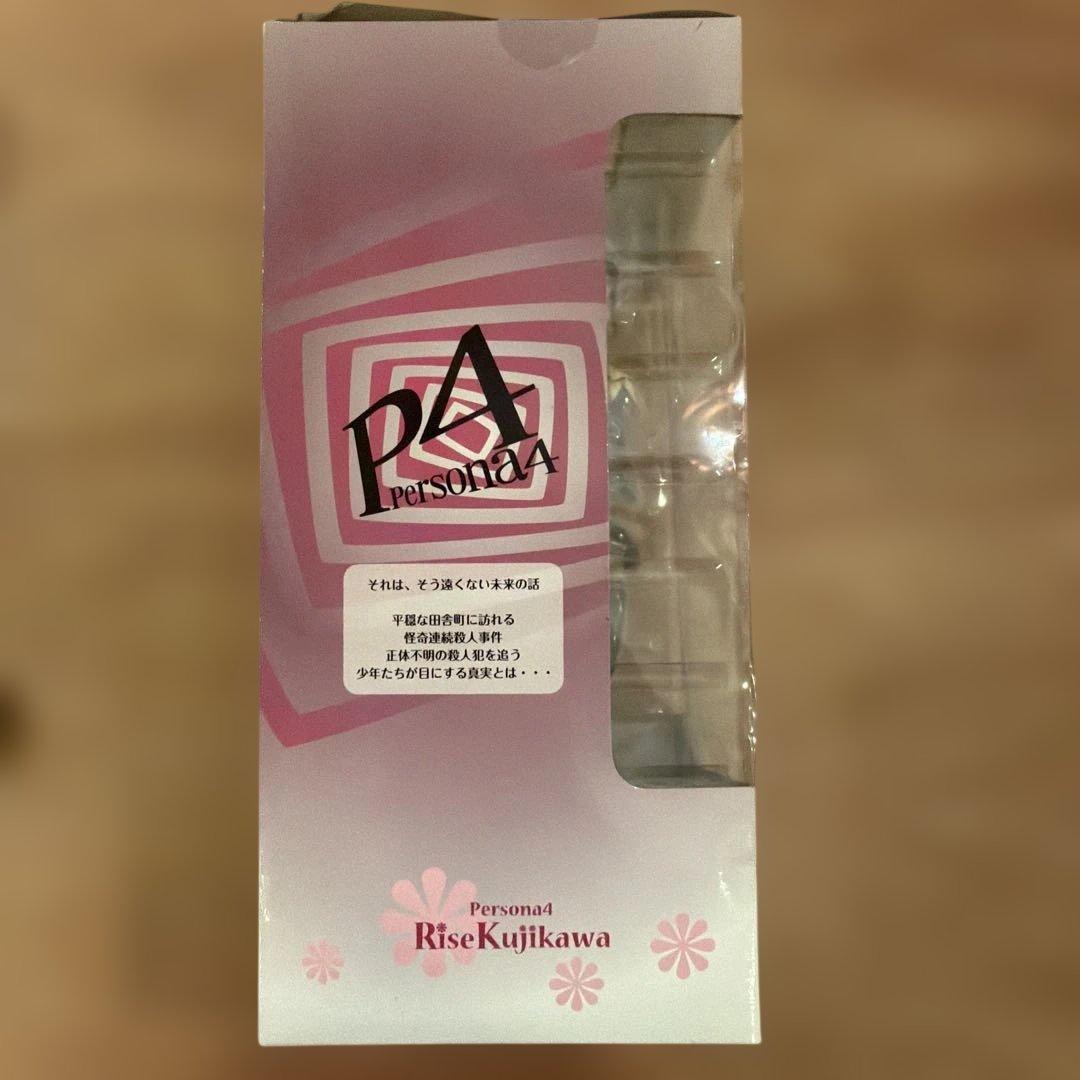 P4
Persona4
それは、そう遠くない未来の話
平穏な田舎町に訪れる
怪奇連続殺人事件
正体不明の殺人犯を追う
少年たちが目にする真実とは・・・
Persona4
RiseKujikawa